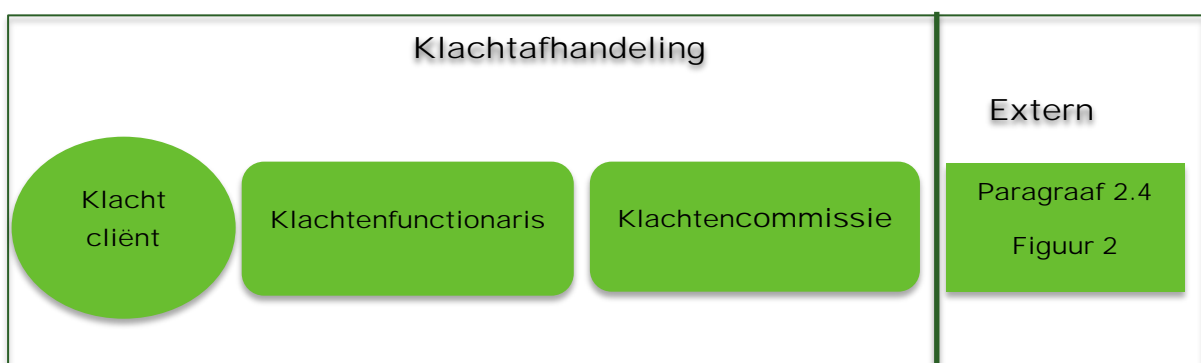 Klachtafhandeling
Extern
Klacht
cliënt
Klachtenfunctionaris
Klachtencommissie
Paragraaf 2.4
Figuur 2